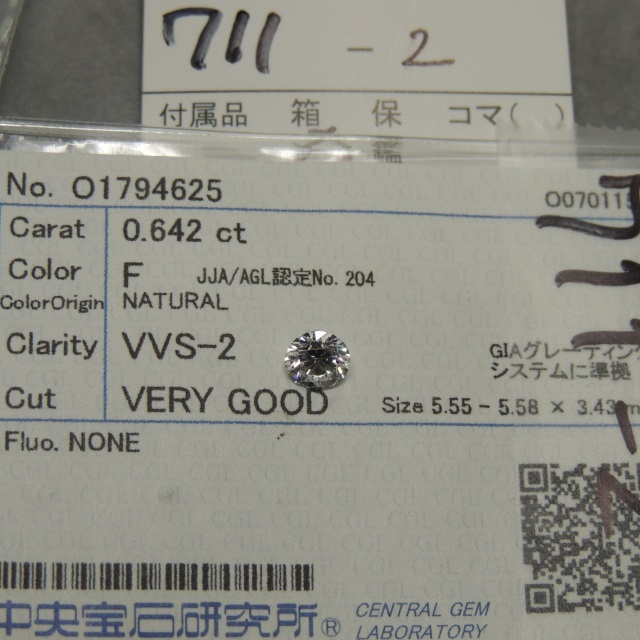 711 - 2
付属品 箱 保 コマ( )
No. O1794625 O007011
Carat 0.642 ct
Color F JJA/AGL認定No. 204
ColorOrigin NATURAL
Clarity VVS-2
GIAグレーディング
システムに準拠
Cut VERY GOOD Size 5.55 - 5.58 × 3.43
Fluo. NONE
中央宝石研究所® CENTRAL GEM
LABORATORY